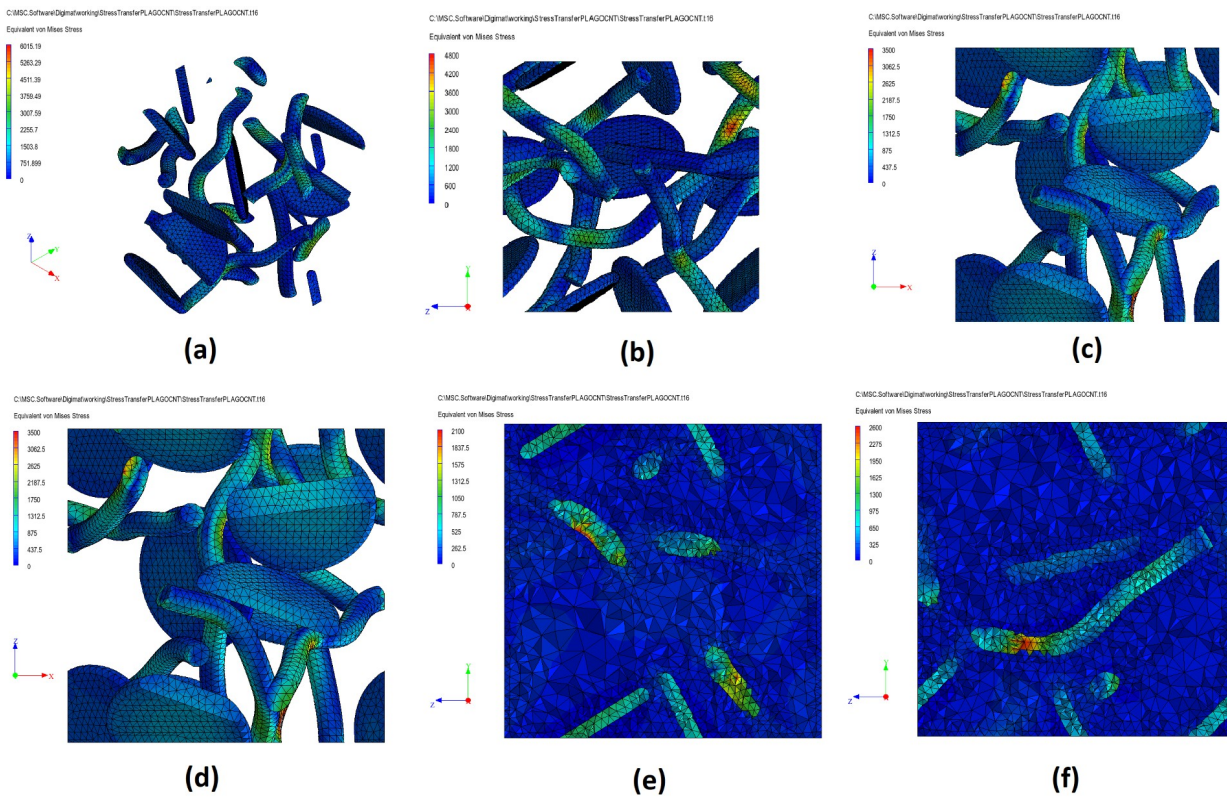 C:\MSC.Software\Digimat\working\StressTransferPLAGOCNT\StressTransferPLAGOCNT.t16
Equivalent von Mises Stress
6015.19
5263.29
4511.39
3759.49
3007.59
2255.7
1503.8
751.899
0
Z
Y
X
(a)
C:\MSC.Software\Digimat\working\StressTransferPLAGOCNT\StressTransferPLAGOCNT.t16
Equivalent von Mises Stress
4800
4200
3600
3000
2400
1800
1200
600
0
Y
Z
X
(b)
C:\MSC.Software\Digimat\working\StressTransferPLAGOCNT\StressTransferPLAGOCNT.t16
Equivalent von Mises Stress
3500
3062.5
2625
2187.5
1750
1312.5
875
437.5
0
Z
X
(c)
C:\MSC.Software\Digimat\working\StressTransferPLAGOCNT\StressTransferPLAGOCNT.t16
Equivalent von Mises Stress
3500
3062.5
2625
2187.5
1750
1312.5
875
437.5
0
Z
X
(d)
C:\MSC.Software\Digimat\working\StressTransferPLAGOCNT\StressTransferPLAGOCNT.t16
Equivalent von Mises Stress
2100
1837.5
1575
1312.5
1050
787.5
525
262.5
0
Y
Z
X
(e)
C:\MSC.Software\Digimat\working\StressTransferPLAGOCNT\StressTransferPLAGOCNT.t16
Equivalent von Mises Stress
2600
2275
1950
1625
1300
975
650
325
0
Y
Z
X
(f)